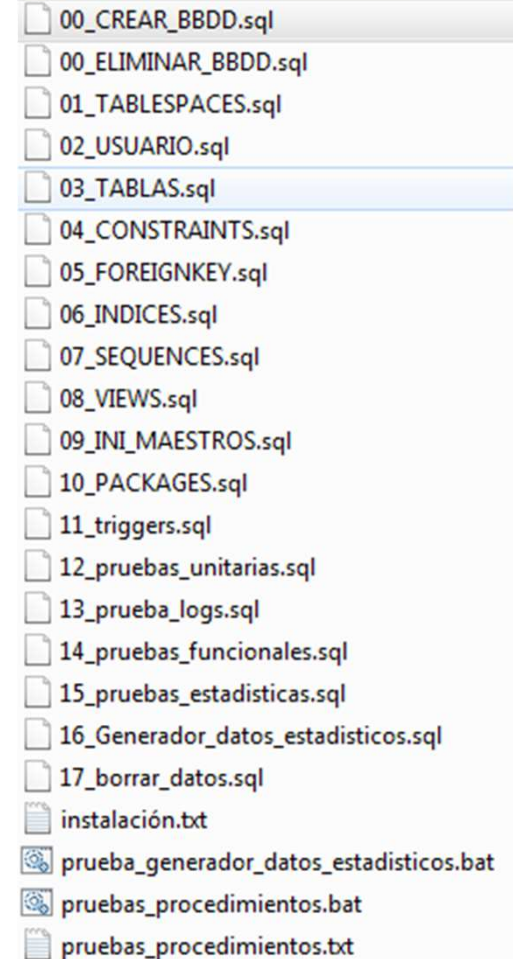 00_CREAR_BBDD.sql
00_ELIMINAR_BBDD.sql
01_TABLESPACES.sql
02_USUARIO.sql
03_TABLAS.sql
04_CONSTRAINTS.sql
05_FOREIGNKEY.sql
06_INDICES.sql
07_SEQUENCES.sql
08_VIEWS.sql
09_INI_MAESTROS.sql
10_PACKAGES.sql
11_triggers.sql
12_pruebas_unitarias.sql
13_prueba_logs.sql
14_pruebas_funcionales.sql
15_pruebas_estadisticas.sql
16_Generador_datos_estadisticos.sql
17_borrar_datos.sql
instalación.txt
prueba_generador_datos_estadisticos.bat
pruebas_procedimientos.bat
pruebas_procedimientos.txt